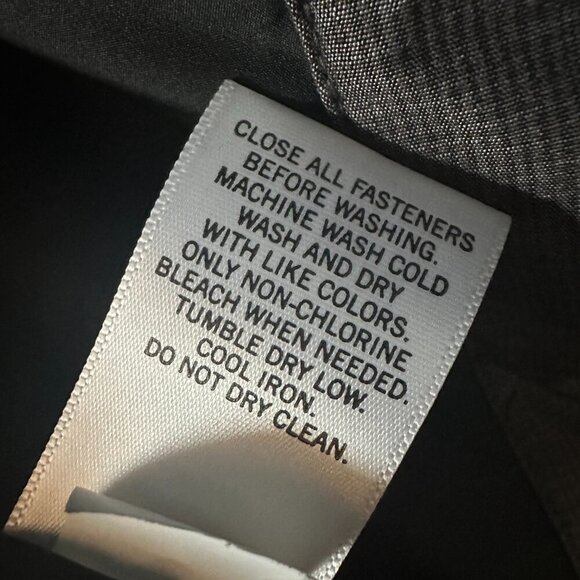 CLOSE ALL FASTENERS
BEFORE WASHING.
MACHINE WASH COLD
WASH AND DRY
WITH LIKE COLORS.
ONLY NON-CHLORINE
BLEACH WHEN NEEDED.
TUMBLE DRY LOW.
COOL IRON.
DO NOT DRY CLEAN.